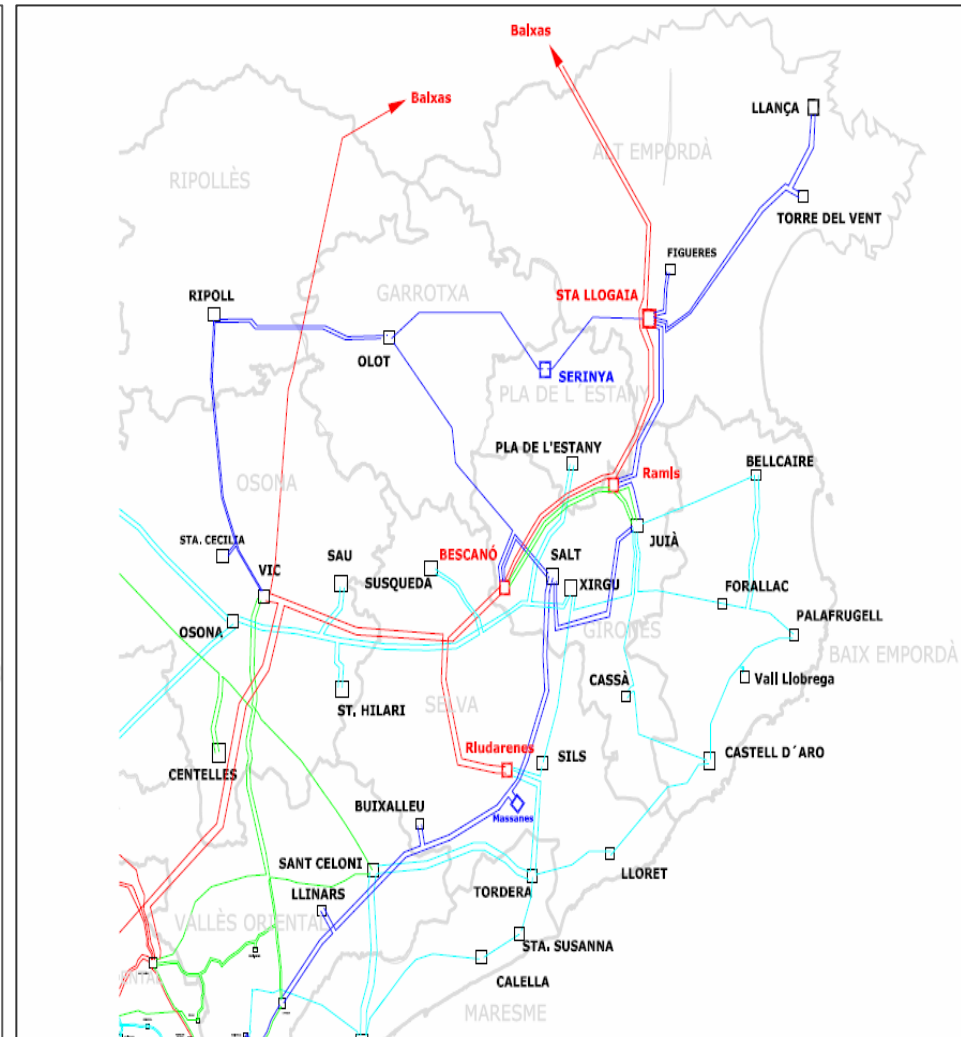 Balxas
Balxas
LLANÇA
ALT EMPORDÀ
RIPOLLÈS
TORRE DEL VENT
FIGUERES
RIPOLL
GARROTXA
STA LLOGAIA
OLOT
SERINYA
PLA DE L´ESTANY
PLA DE L'ESTANY
BELLCAIRE
RamIs
OSONA
STA. CECILIA
SAU
BESCANÓ
SALT
JUIÀ
VIC
SUSQUEDA
XIRGU
FORALLAC
OSONA
GIRONES
PALAFRUGELL
BAIX EMPORDÀ
CASSÀ
Vall Llobrega
ST. HILARI
SELVA
RIudarenes
SILS
CASTELL D´ARO
CENTELLES
BUIXALLEU
Massanes
SANT CELONI
LLORET
LLINARS
TORDERA
VALLÈS ORIENTAL
STA. SUSANNA
CALELLA
MARESME